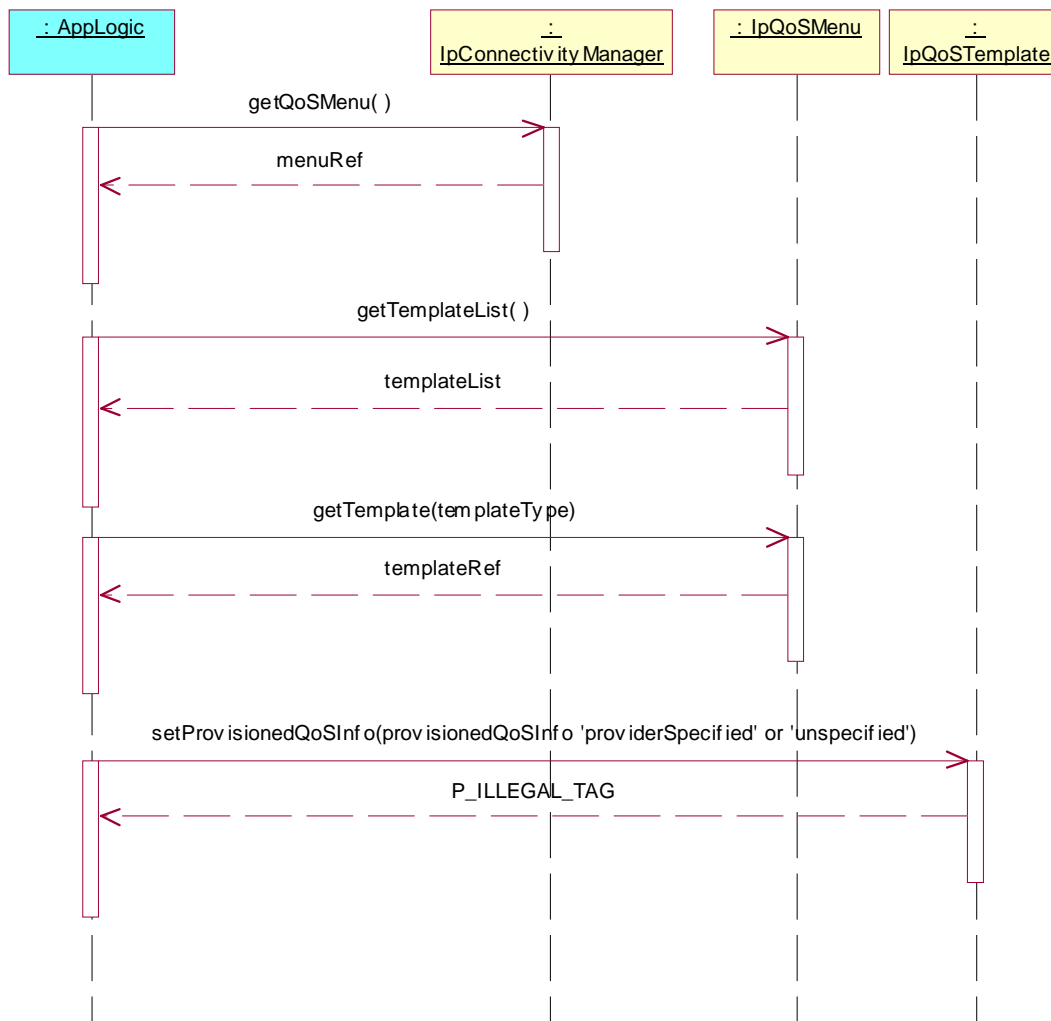 : AppLogic
:
IpConnectivityManager
: IpQoSMenu
:
IpQoSTemplate
getQoSMenu( )
menuRef
getTemplateList( )
templateList
getTemplate(templateType)
templateRef
setProvisionedQoSInfo(provisionedQoSInfo 'providerSpecified' or 'unspecified')
P_ILLEGAL_TAG